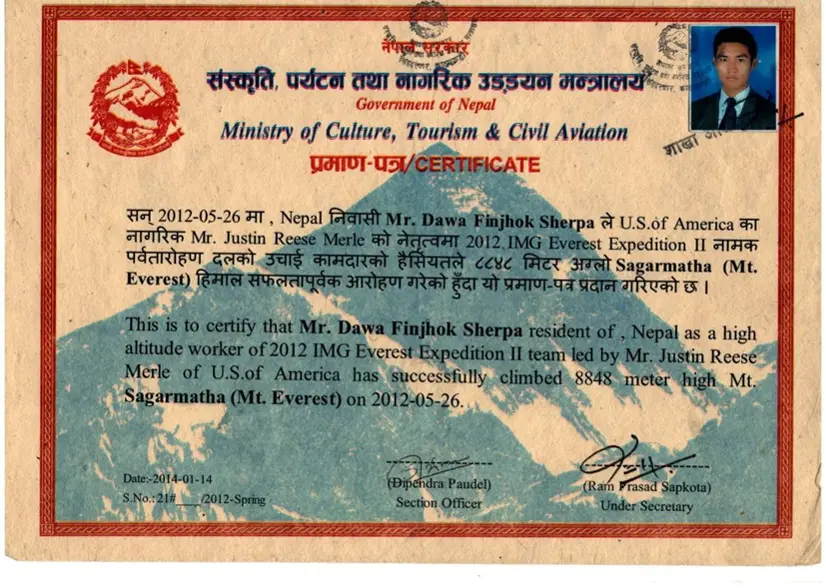 नेपाल सरकार
संस्कृति, पर्यटन तथा नागरिक उड्डयन मन्त्रालय
Government of Nepal
Ministry of Culture, Tourism & Civil Aviation
प्रमाण-पत्र/CERTIFICATE
शाखा
सन् 2012-05-26 मा , Nepal निवासी Mr. Dawa Finjhok Sherpa ले U.S.of America का
नागरिक Mr. Justin Reese Merle को नेतृत्वमा 2012 IMG Everest Expedition II नामक
पर्वतारोहण दलको उचाई कामदारको हैसियतले ८८४८ मिटर अग्लो Sagarmatha (Mt.
Everest) हिमाल सफलतापूर्वक आरोहण गरेको हुँदा यो प्रमाण-पत्र प्रदान गरिएको छ ।
This is to certify that Mr. Dawa Finjhok Sherpa resident of , Nepal as a high
altitude worker of 2012 IMG Everest Expedition II team led by Mr. Justin Reese
Merle of U.S.of America has successfully climbed 8848 meter high Mt.
Sagarmatha (Mt. Everest) on 2012-05-26.
Date:-2014-01-14
S.No.: 21#____/2012-Spring
(Dipendra Paudel)
Section Officer
(Ram Prasad Sapkota)
Under Secretary